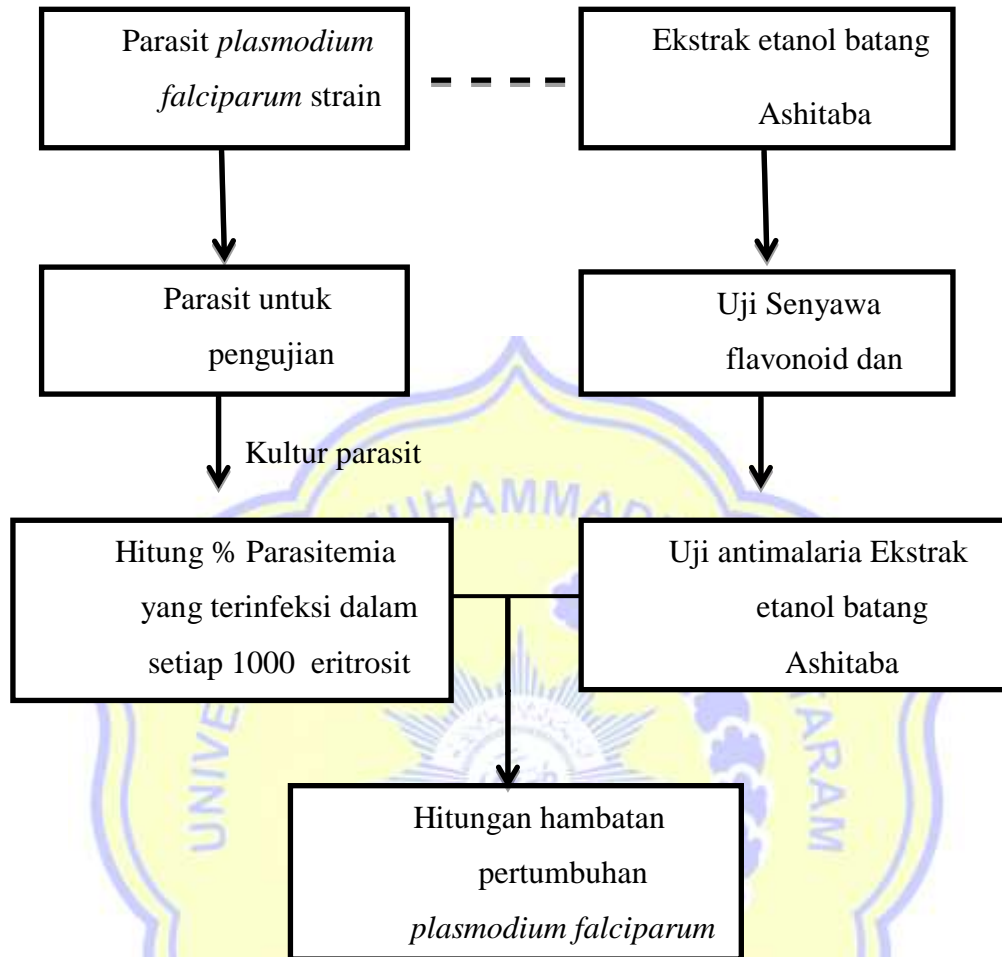 Parasit plasmodium
falciparum strain
Ekstrak etanol batang
Ashitaba
Parasit untuk
pengujian
Uji Senyawa
flavonoid dan
Kultur parasit
Hitung % Parasitemia
yang terinfeksi dalam
setiap 1000 eritrosit
Uji antimalaria Ekstrak
etanol batang
Ashitaba
Hitungan hambatan
pertumbuhan
plasmodium falciparum